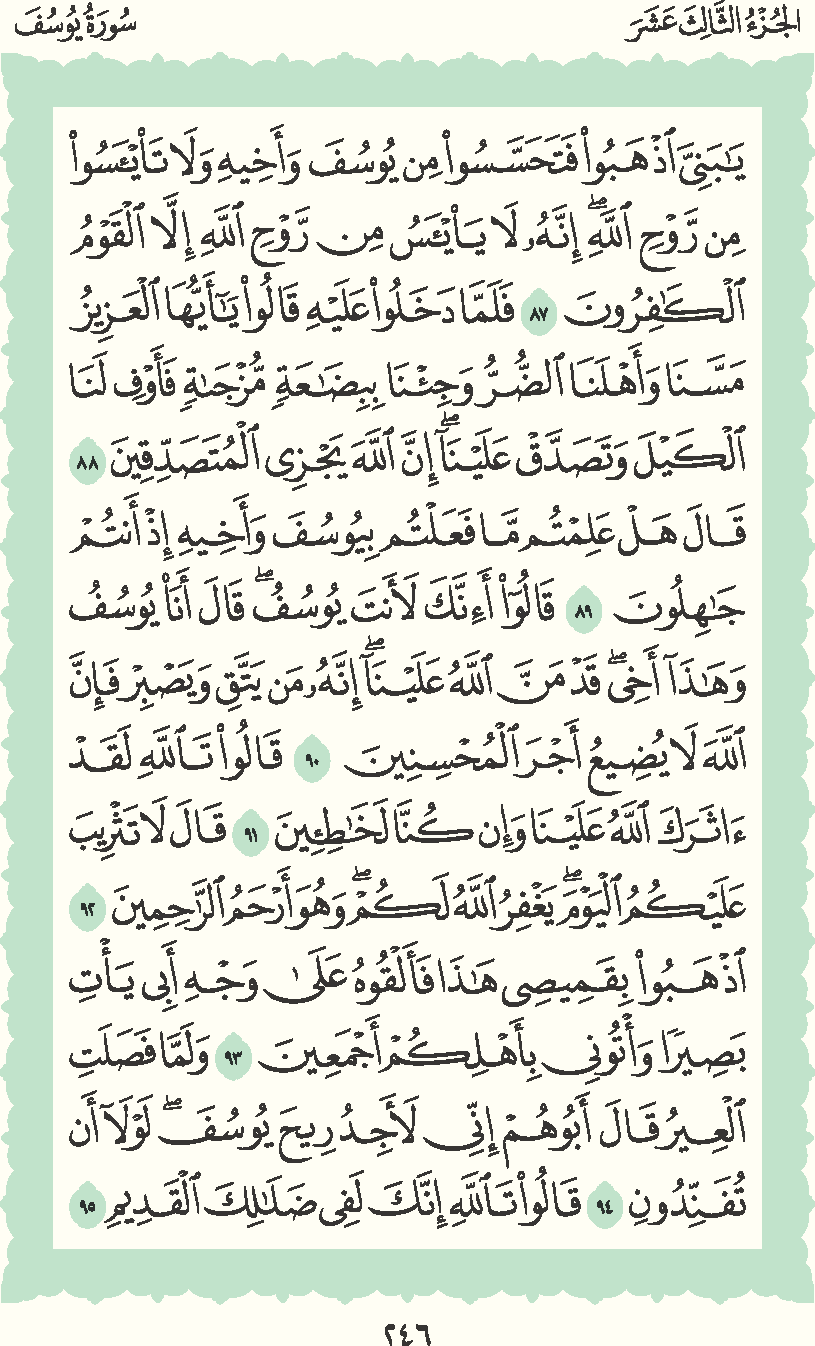 الجُزْءُ الثَّالِثَ عَشَرَ
سُورَةُ يُوسُفَ
يَٰبَنِيَّ ٱذْهَبُوا۟ فَتَحَسَّسُوا۟ مِن يُوسُفَ وَأَخِيهِ وَلَا تَا۟يْـَٔسُوا۟
مِن رَّوْحِ ٱللَّهِ ۖ إِنَّهُۥ لَا يَا۟يْـَٔسُ مِن رَّوْحِ ٱللَّهِ إِلَّا ٱلْقَوْمُ
ٱلْكَٰفِرُونَ ٨٧ فَلَمَّا دَخَلُوا۟ عَلَيْهِ قَالُوا۟ يَٰٓأَيُّهَا ٱلْعَزِيزُ
مَسَّنَا وَأَهْلَنَا ٱلضُّرُّ وَجِئْنَا بِبِضَٰعَةٍ مُّزْجَىٰةٍ فَأَوْفِ لَنَا
ٱلْكَيْلَ وَتَصَدَّقْ عَلَيْنَآ ۖ إِنَّ ٱللَّهَ يَجْزِى ٱلْمُتَصَدِّقِينَ ٨٨
قَالَ هَلْ عَلِمْتُم مَّا فَعَلْتُم بِيُوسُفَ وَأَخِيهِ إِذْ أَنتُمْ
جَٰهِلُونَ ٨٩ قَالُوٓا۟ أَءِنَّكَ لَأَنتَ يُوسُفُ ۖ قَالَ أَنَا۠ يُوسُفُ
وَهَٰذَآ أَخِى ۖ قَدْ مَنَّ ٱللَّهُ عَلَيْنَآ ۖ إِنَّهُۥ مَن يَتَّقِ وَيَصْبِرْ فَإِنَّ
ٱللَّهَ لَا يُضِيعُ أَجْرَ ٱلْمُحْسِنِينَ ٩٠ قَالُوا۟ تَٱللَّهِ لَقَدْ
ءَاثَرَكَ ٱللَّهُ عَلَيْنَا وَإِن كُنَّا لَخَٰطِـِٔينَ ٩١ قَالَ لَا تَثْرِيبَ
عَلَيْكُمُ ٱلْيَوْمَ ۖ يَغْفِرُ ٱللَّهُ لَكُمْ ۖ وَهُوَ أَرْحَمُ ٱلرَّٰحِمِينَ ٩٢
ٱذْهَبُوا۟ بِقَمِيصِى هَٰذَا فَأَلْقُوهُ عَلَىٰ وَجْهِ أَبِى يَأْتِ
بَصِيرًا وَأْتُونِى بِأَهْلِكُمْ أَجْمَعِينَ ٩٣ وَلَمَّا فَصَلَتِ
ٱلْعِيرُ قَالَ أَبُوهُمْ إِنِّى لَأَجِدُ رِيحَ يُوسُفَ ۖ لَوْلَآ أَن
تُفَنِّدُونِ ٩٤ قَالُوا۟ تَٱللَّهِ إِنَّكَ لَفِى ضَلَٰلِكَ ٱلْقَدِيمِ ٩٥
٢٤٦